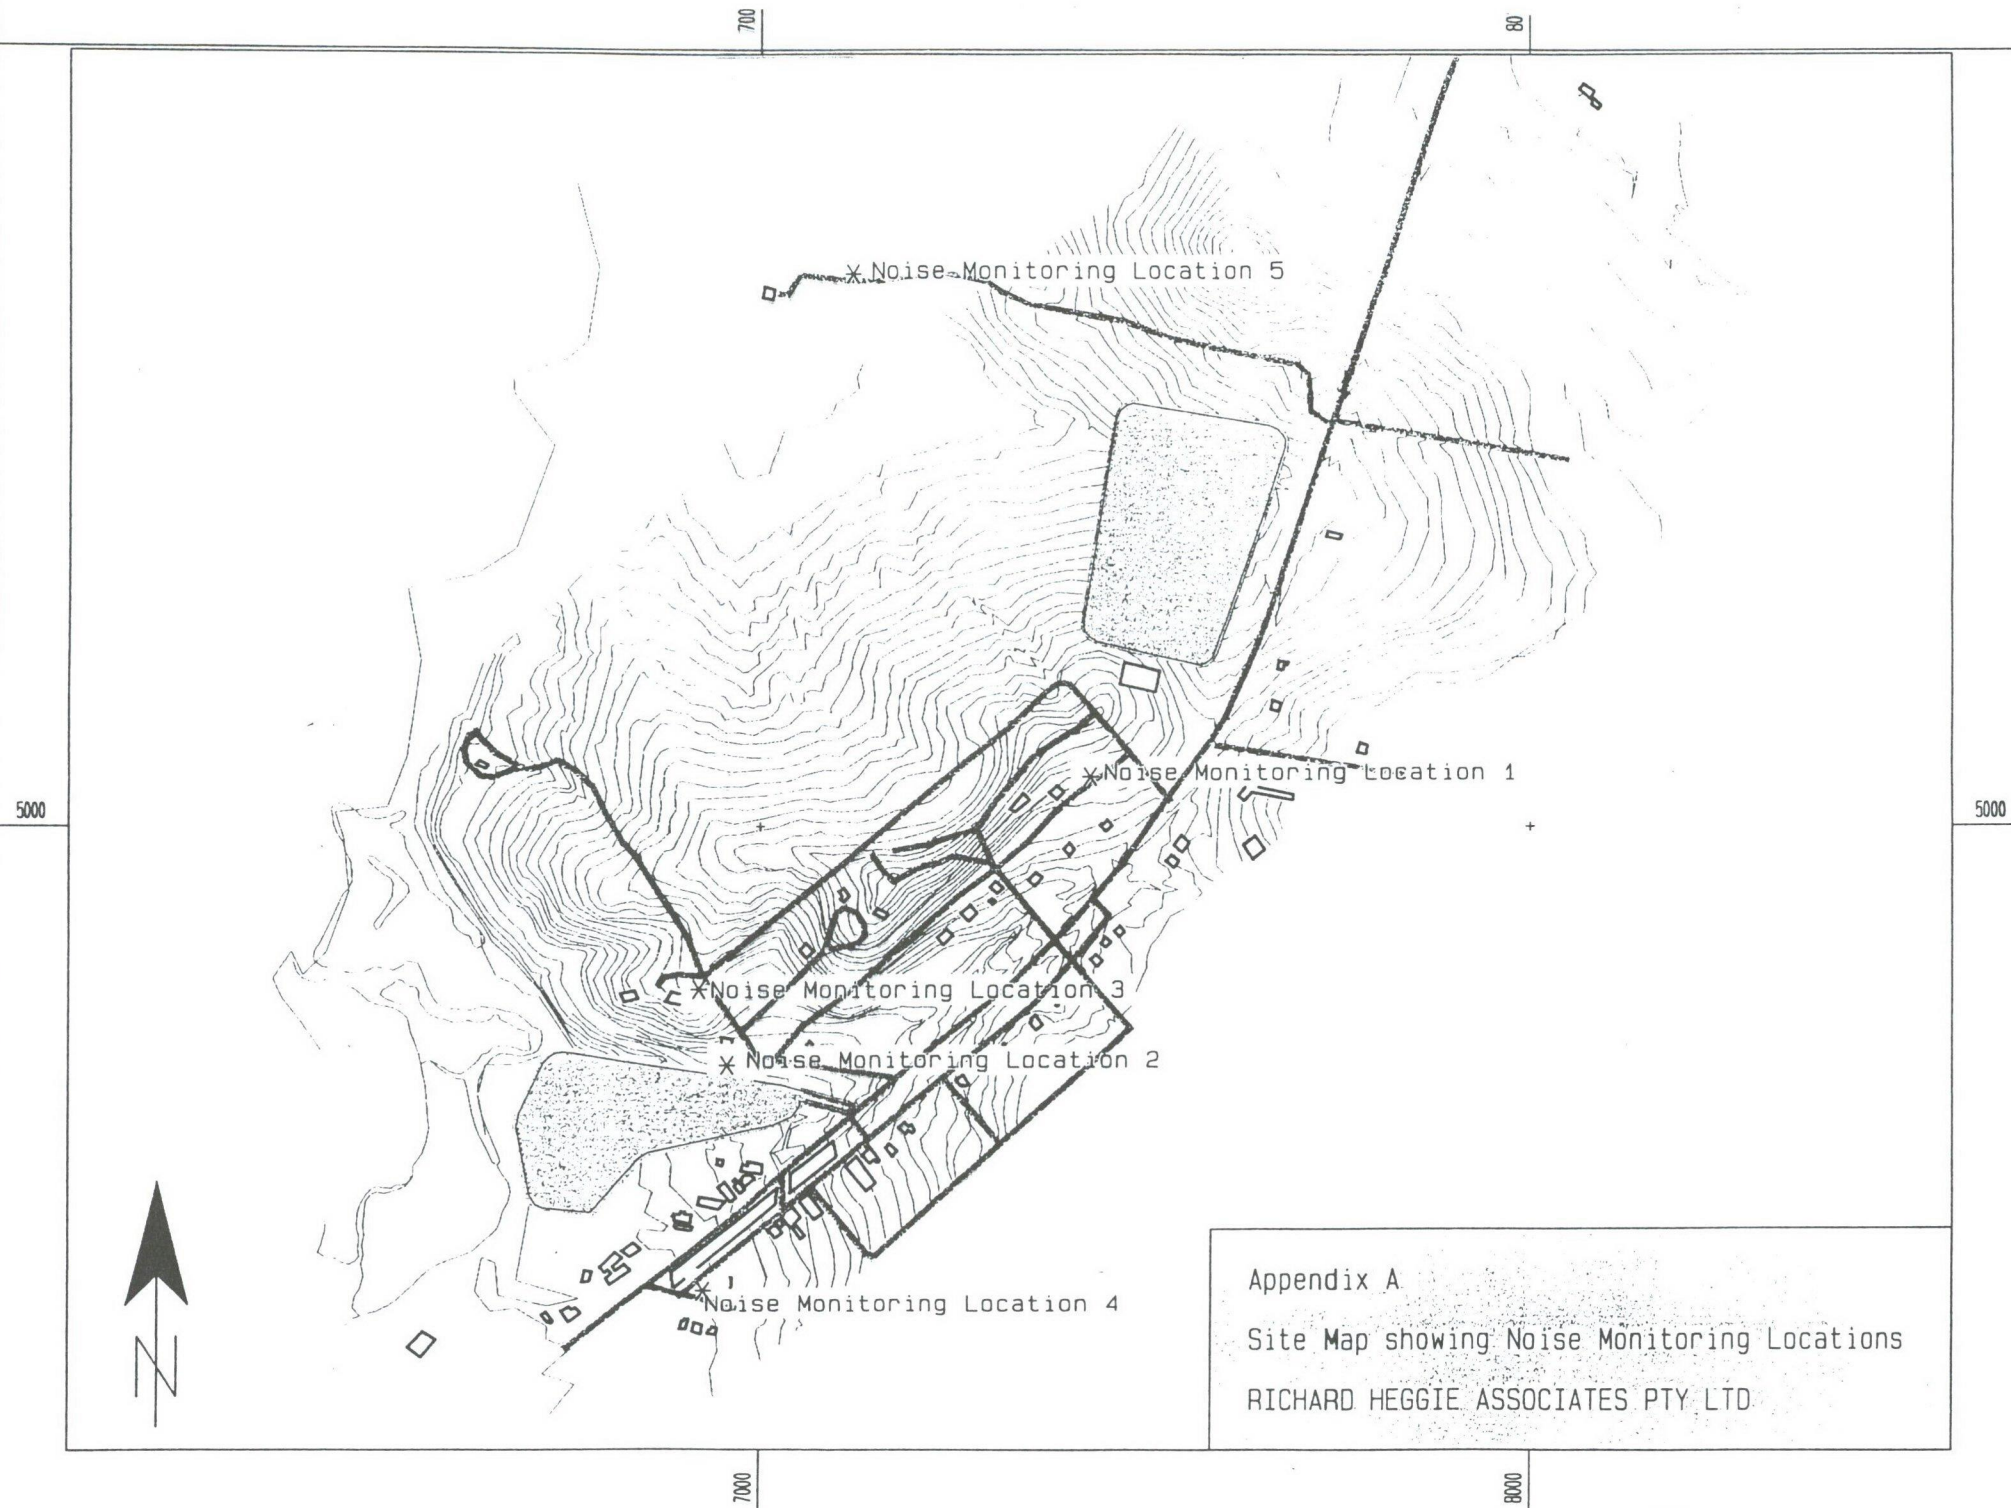 700
80
Noise Monitoring Location 5
Noise Monitoring Location 1
5000
5000
Noise Monitoring Location 3
Noise Monitoring Location 2
Noise Monitoring Location 4
N
Appendix A
Site Map showing Noise Monitoring Locations
RICHARD HEGGIE ASSOCIATES PTY LTD
7000
8000